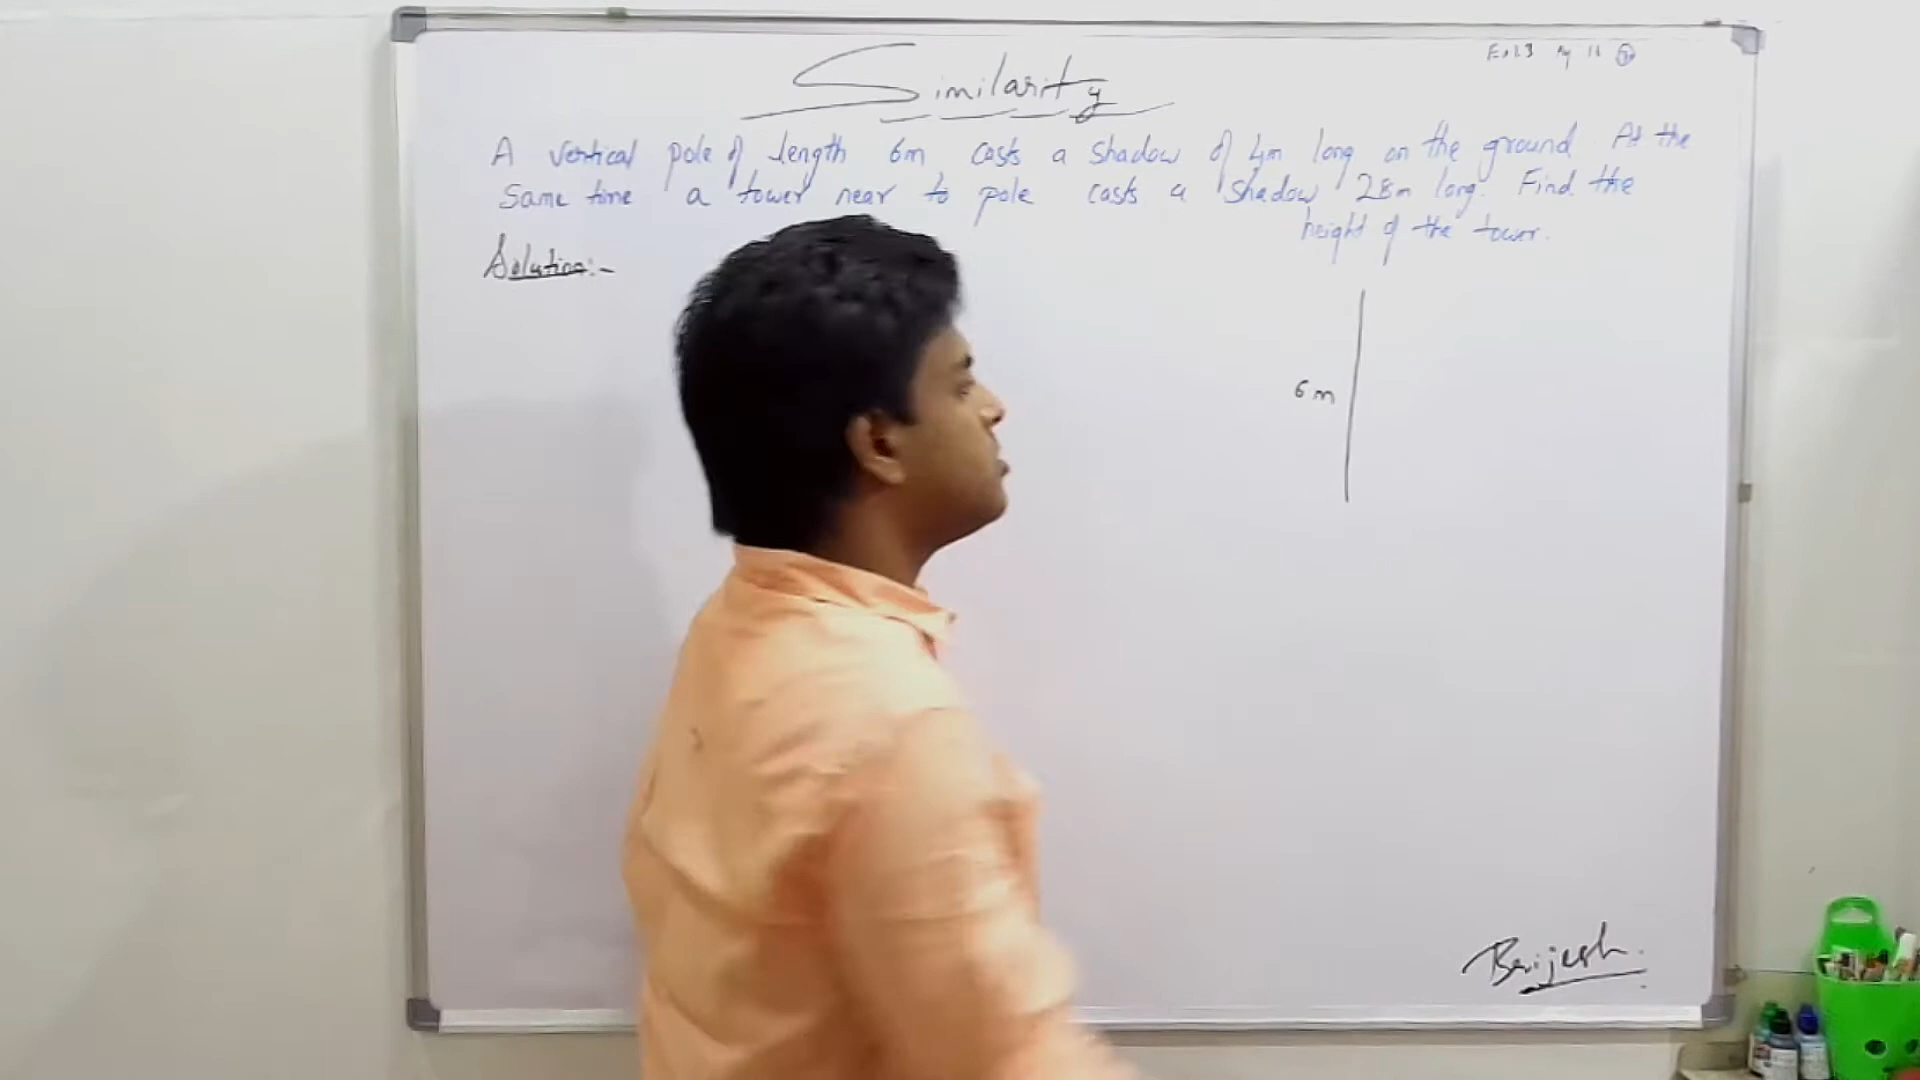 Similarity
A vertical pole of length 6m casts a shadow of 4m long on the ground At the
Same time a tower near to pole casts a shadow 28m long. Find the
height of the tower.
Solution:-
6m
Brijesh.